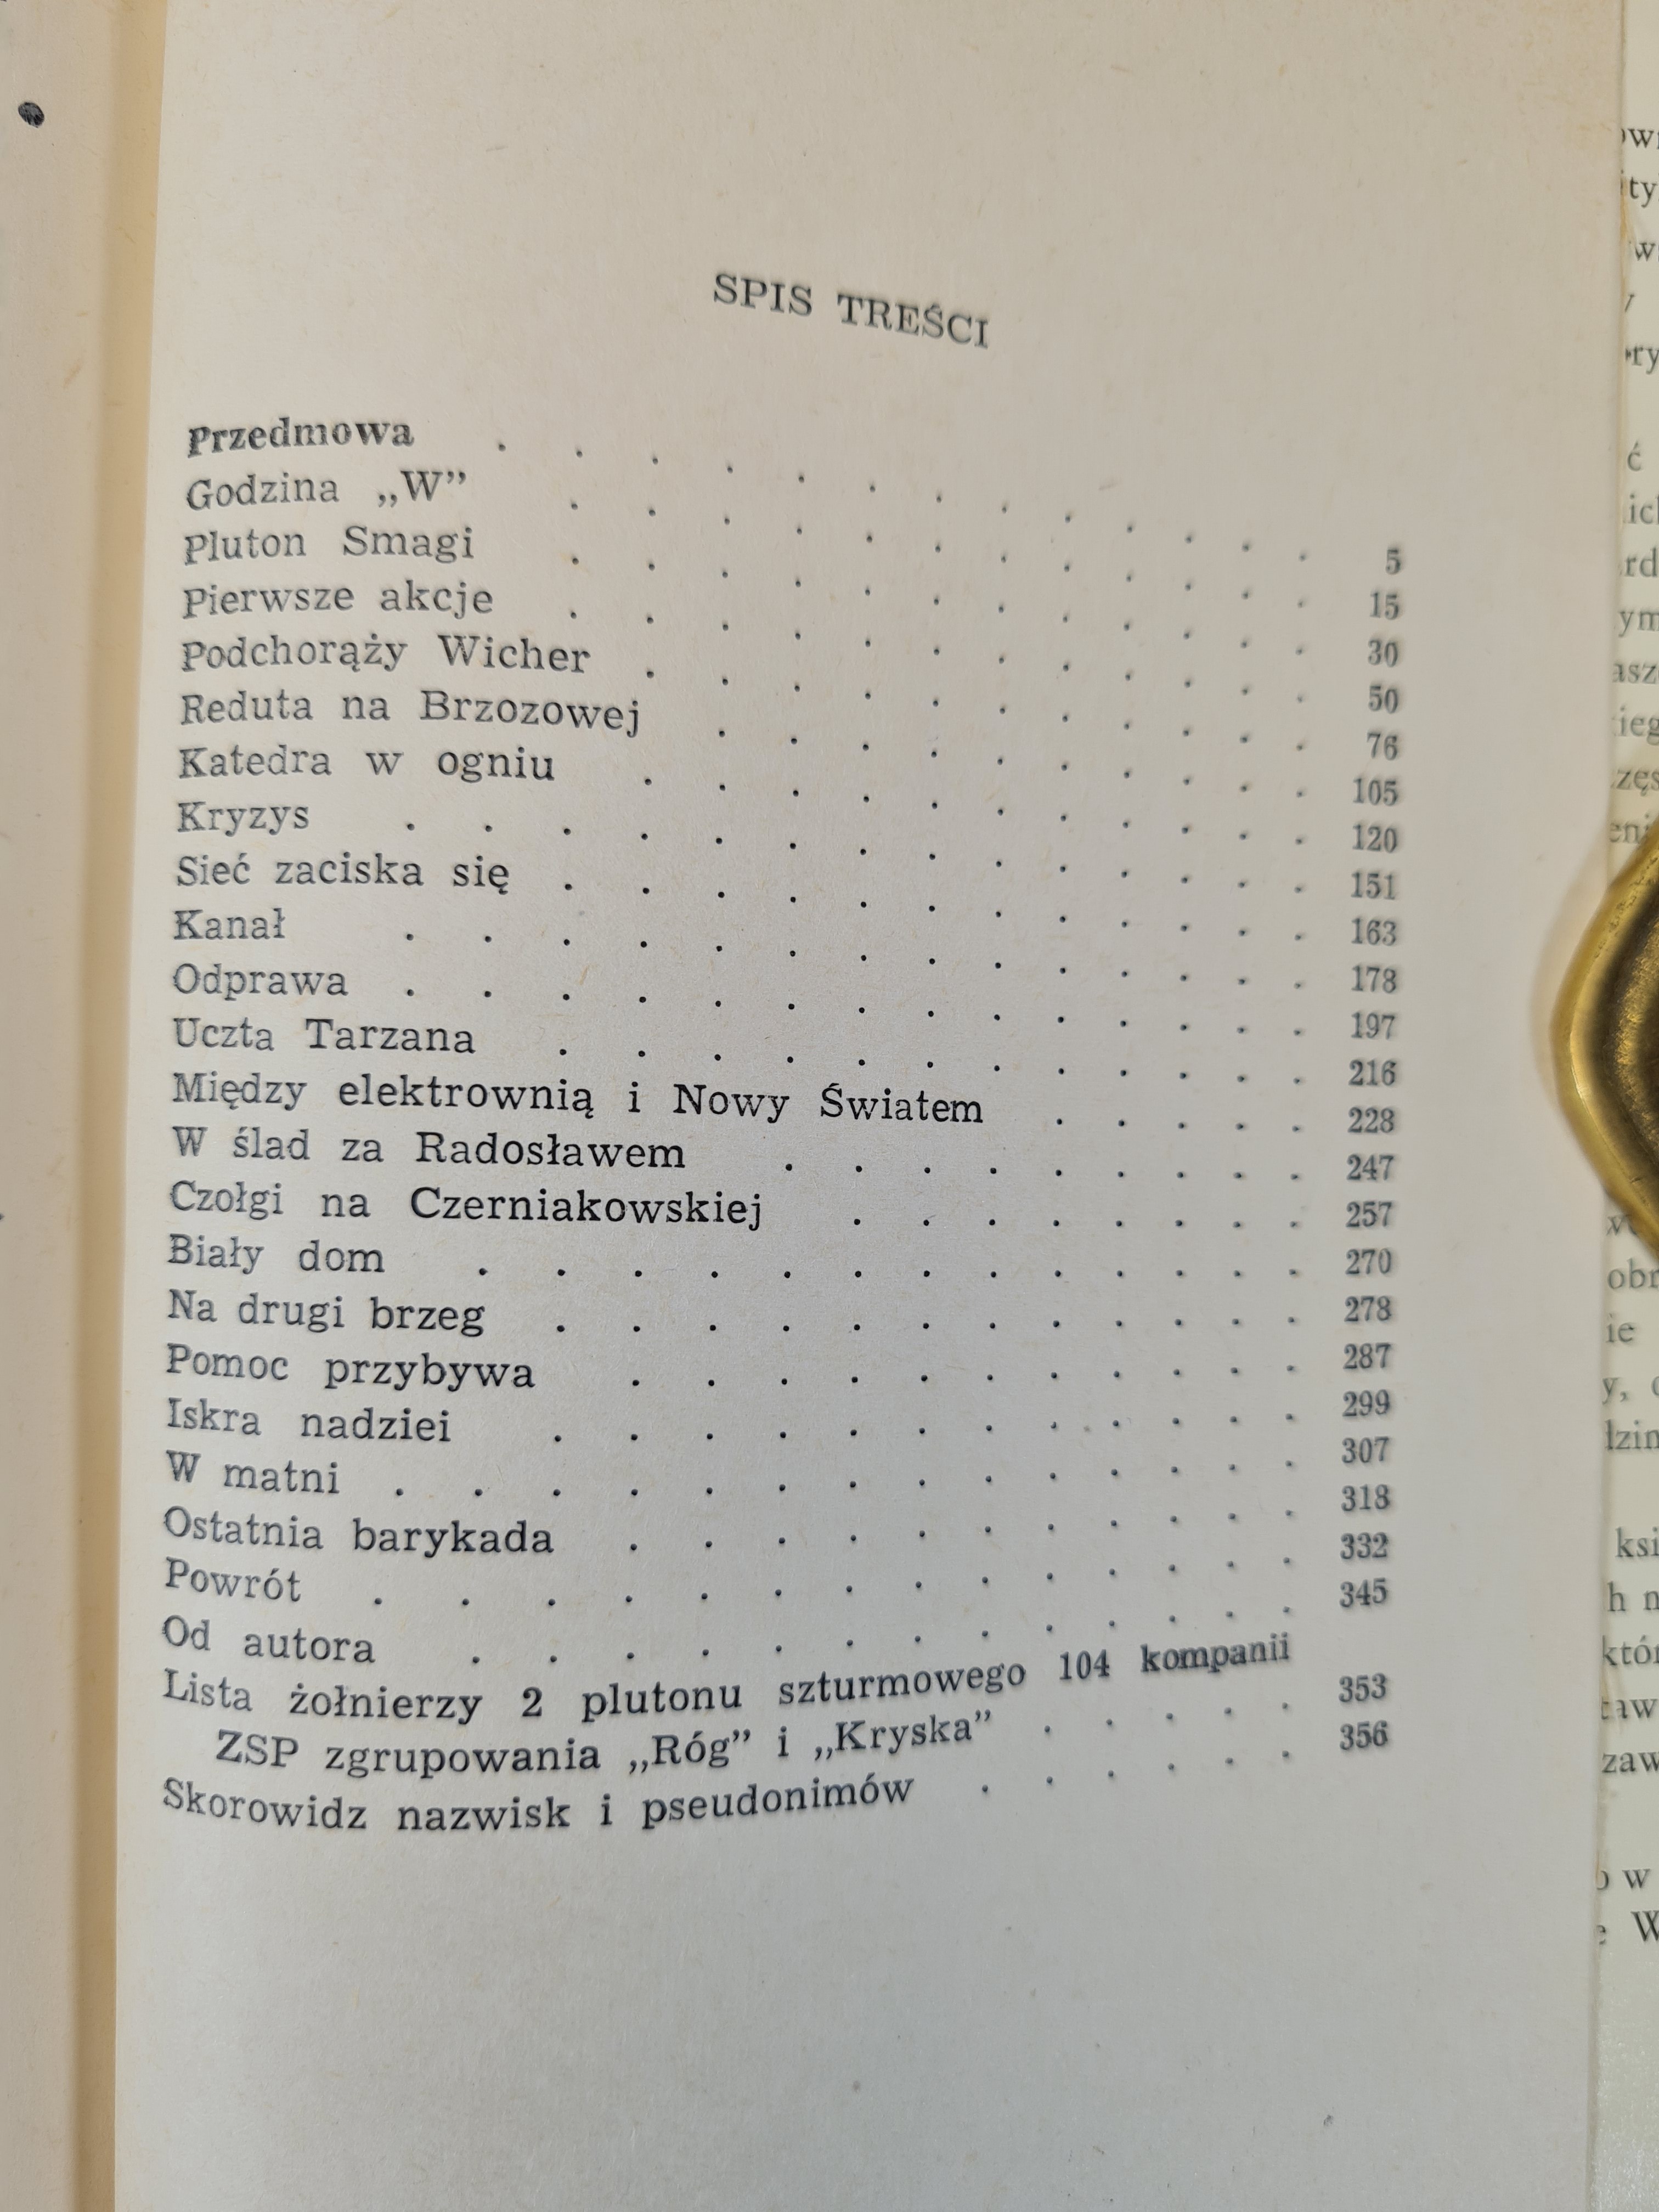 SPIS TREŚCI
Przedmowa . . . . . . . . . . . . . 5
Godzina „W” . . . . . . . . . . . 15
Pluton Smagi . . . . . . . . . . . 30
Pierwsze akcje . . . . . . . . . . . 50
Podchorąży Wicher . . . . . . . . . . 76
Reduta na Brzozowej . . . . . . . . . 105
Katedra w ogniu . . . . . . . . . . 120
Kryzys . . . . . . . . . . . . . 151
Sieć zaciska się . . . . . . . . . . . 163
Kanał . . . . . . . . . . . . . 178
Odprawa . . . . . . . . . . . . . 197
Uczta Tarzana . . . . . . . . . . . 216
Między elektrownią i Nowy Światem . . . . . 228
W ślad za Radosławem . . . . . . . . 247
Czołgi na Czerniakowskiej . . . . . . . 257
Biały dom . . . . . . . . . . . . 270
Na drugi brzeg . . . . . . . . . . . 278
Pomoc przybywa . . . . . . . . . . 287
Iskra nadziei . . . . . . . . . . . 299
W matni . . . . . . . . . . . . . 307
Ostatnia barykada . . . . . . . . . . 318
Powrót . . . . . . . . . . . . . 332
Od autora . . . . . . . . . . . . 345
Lista żołnierzy 2 plutonu szturmowego 104 kompanii
ZSP zgrupowania „Róg” i „Kryska” . . . . . 353
Skorowidz nazwisk i pseudonimów . . . . . . 356